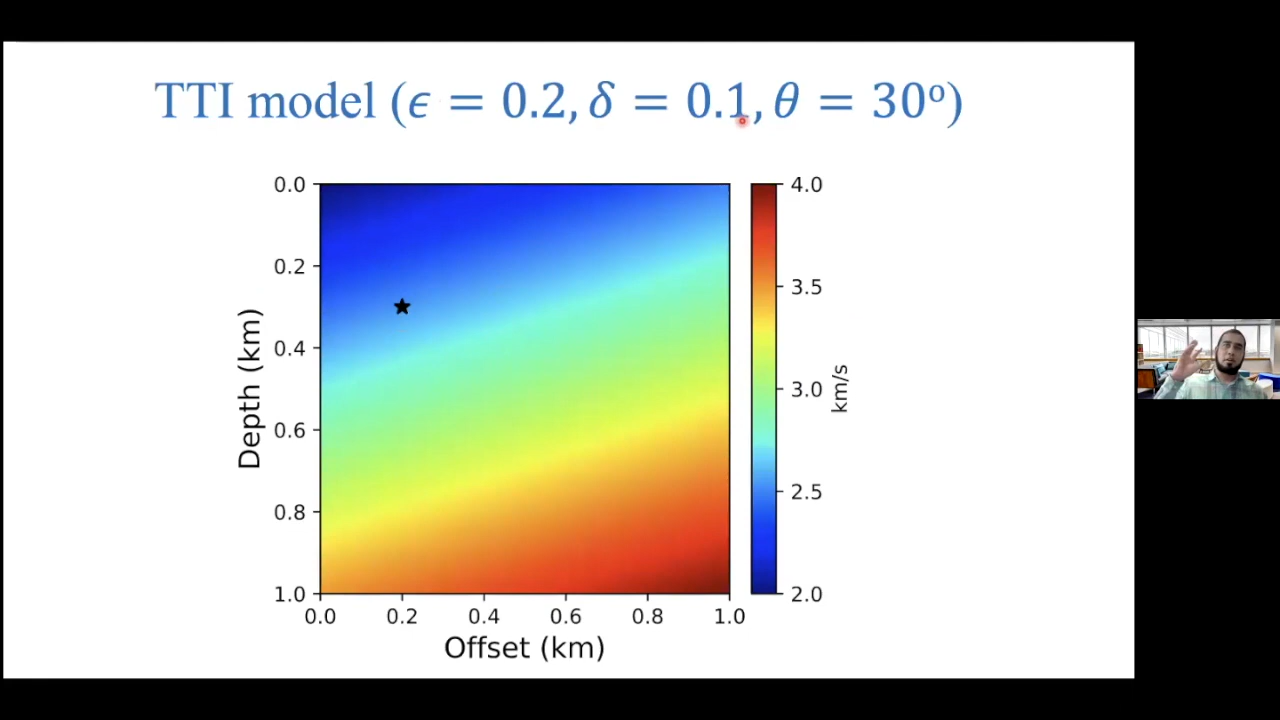 TTI model (ϵ = 0.2, δ = 0.1, θ = 30°)
0.0
0.2
0.4
0.6
0.8
1.0
Depth (km)
0.0 0.2 0.4 0.6 0.8 1.0
Offset (km)
4.0
3.5
3.0
2.5
2.0
km/s